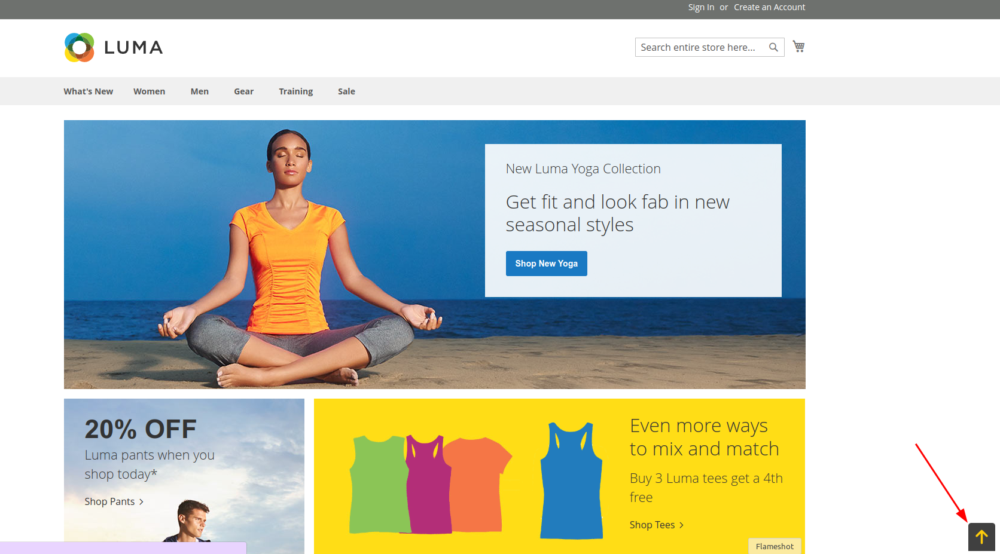 Sign In or Create an Account
LUMA
Search entire store here...
What's New Women Men Gear Training Sale
New Luma Yoga Collection
Get fit and look fab in new
seasonal styles
Shop New Yoga
20% OFF
Luma pants when you
shop today*
Shop Pants
Even more ways
to mix and match
Buy 3 Luma tees get a 4th
free
Shop Tees
Flameshot